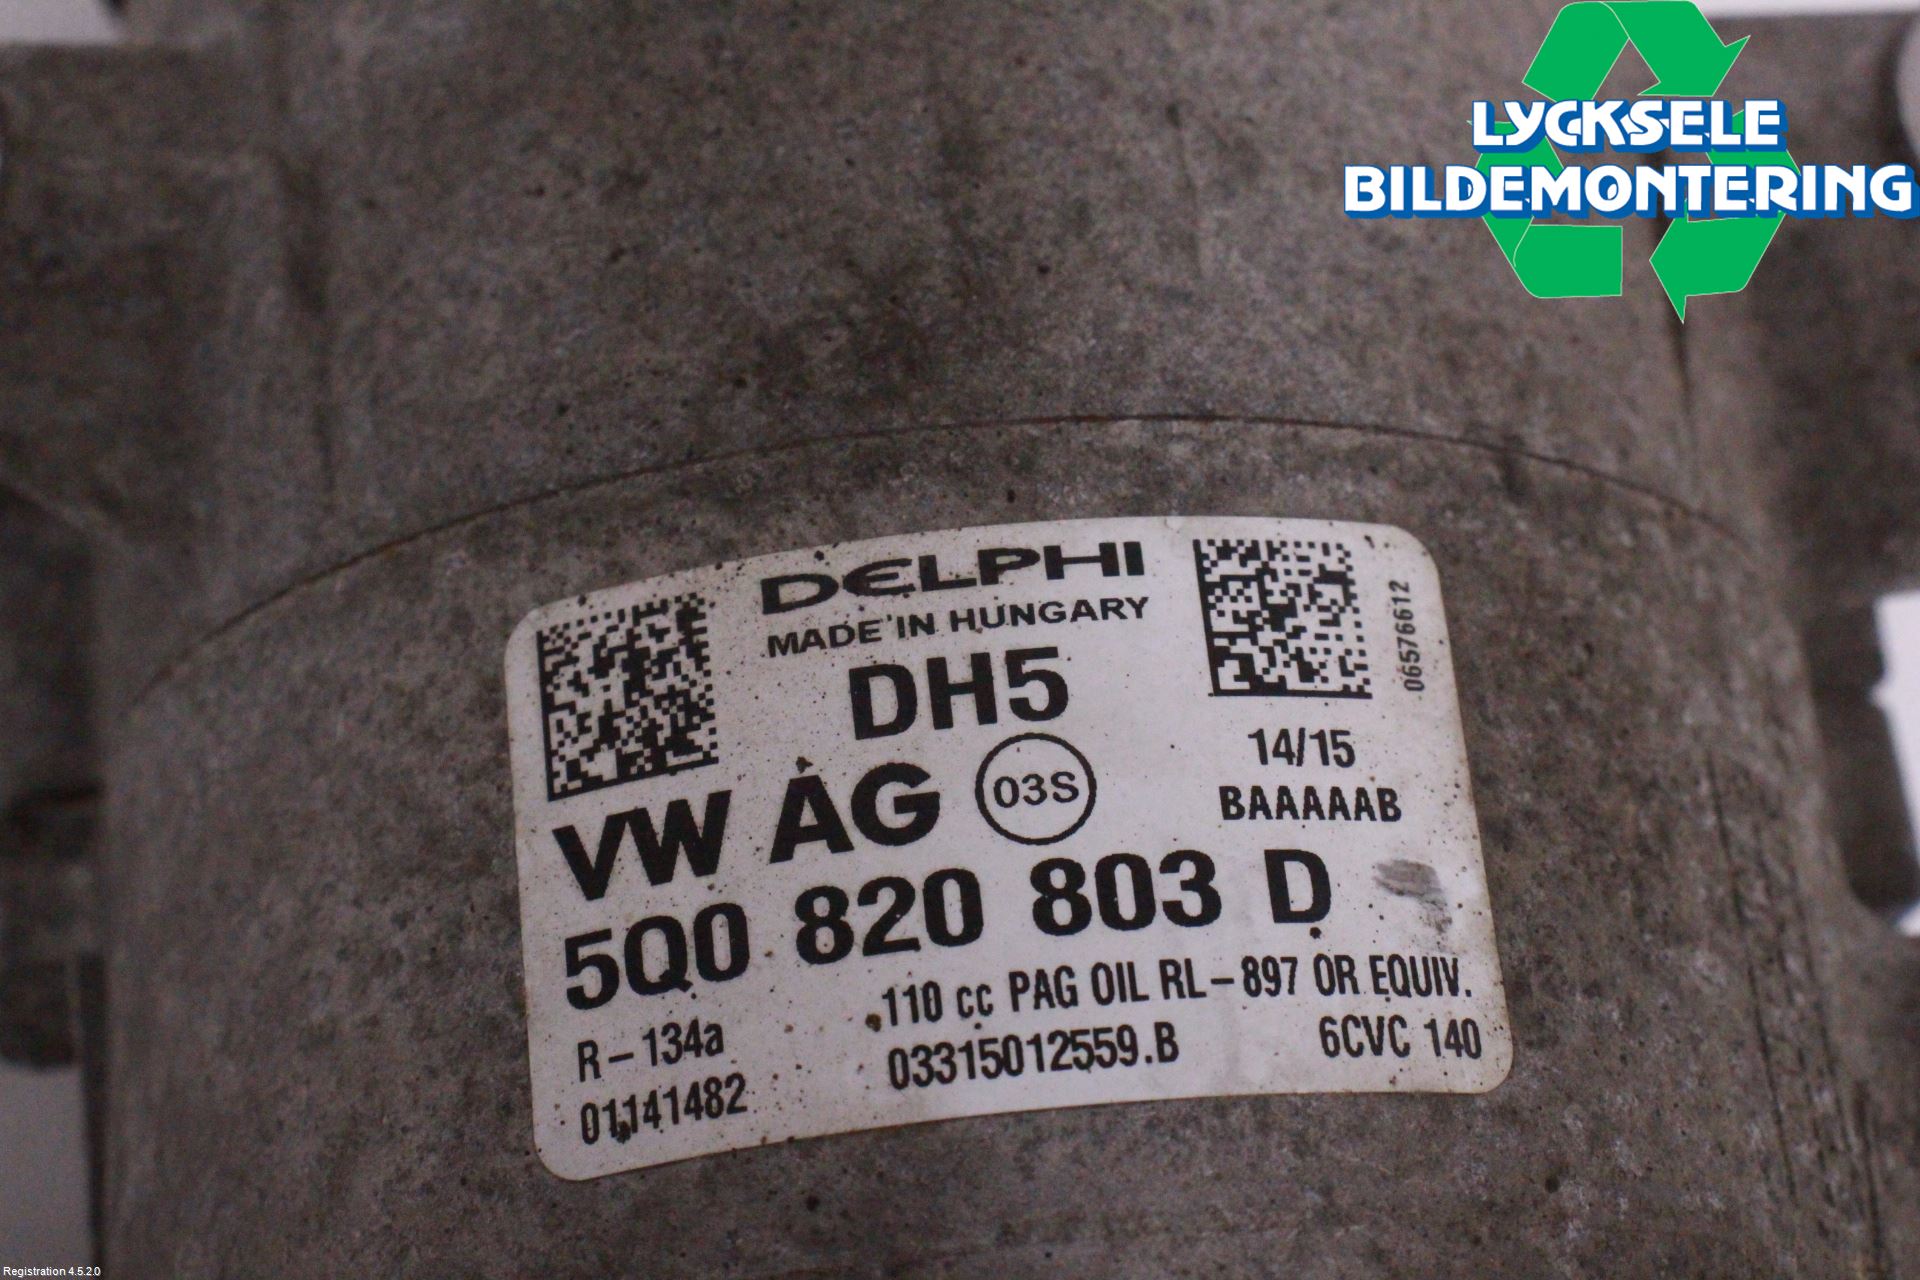 LYCKSELE
BILDEMONTERING
DELPHI
MADE IN HUNGARY
DH5
06576612
14/15
VW AG 03S
BAAAAAB
5Q0 820 803 D
110 cc PAG OIL RL-897 OR EQUIV.
R-134a
03315012559.B
6CVC 140
01141482
Registration 4.5.2.0